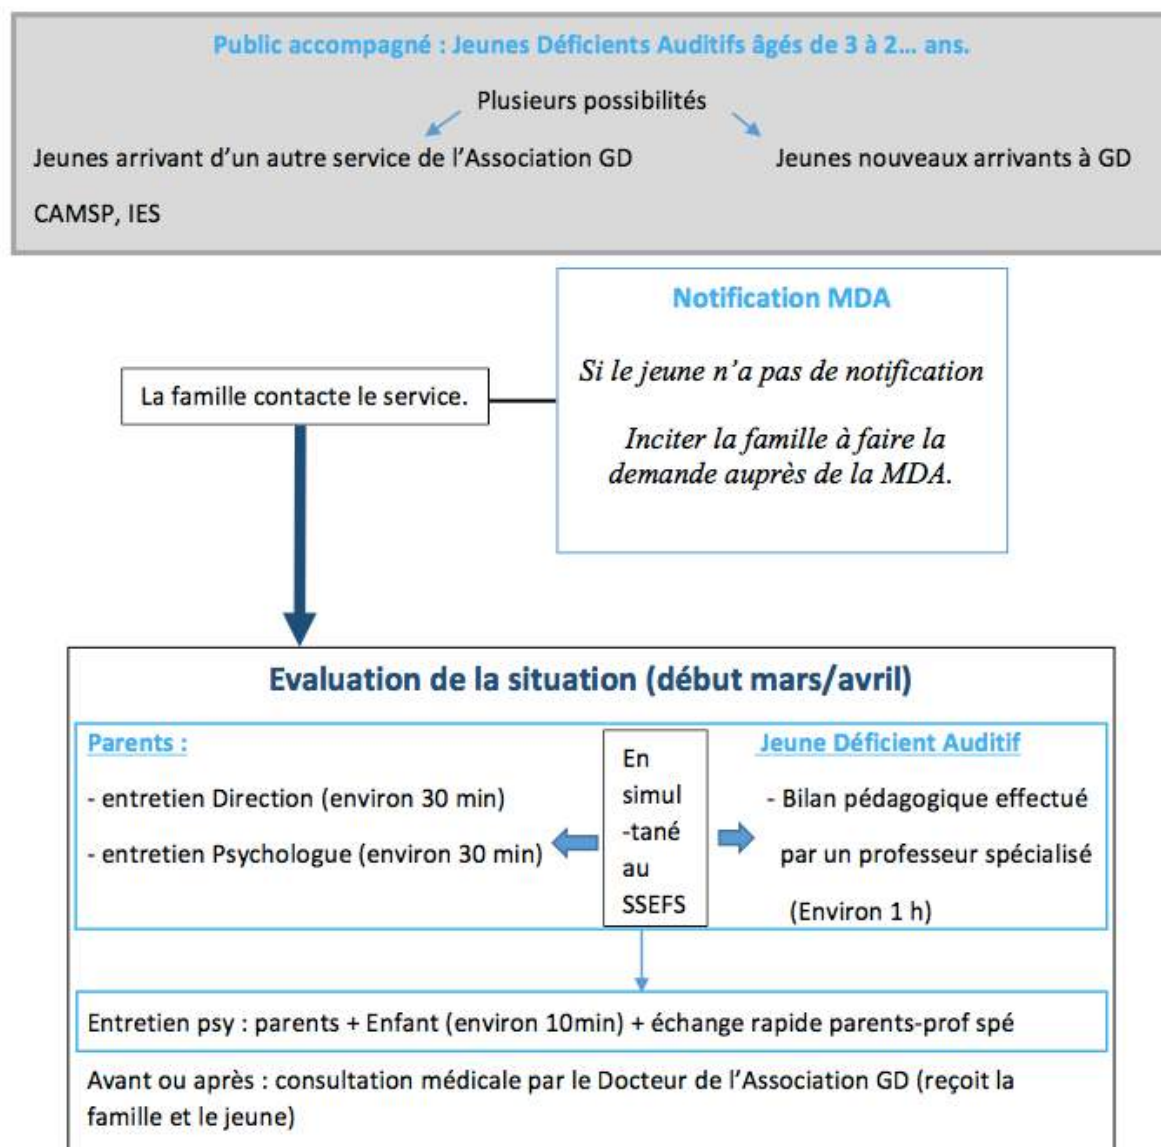 Public accompagné : Jeunes Déficients Auditifs âgés de 3 à 2... ans.
Plusieurs possibilités
Jeunes arrivant d'un autre service de l'Association GD
Jeunes nouveaux arrivants à GD
CAMSP, IES
Notification MDA
Si le jeune n'a pas de notification
Inciter la famille à faire la
demande auprès de la MDA.
La famille contacte le service.
Evaluation de la situation (début mars/avril)
Parents :
- entretien Direction (environ 30 min)
- entretien Psychologue (environ 30 min)
En
simul
-tané
au
SSEFS
Jeune Déficient Auditif
- Bilan pédagogique effectué
par un professeur spécialisé
(Environ 1 h)
Entretien psy : parents + Enfant (environ 10min) + échange rapide parents-prof spé
Avant ou après : consultation médicale par le Docteur de l'Association GD (reçoit la
famille et le jeune)